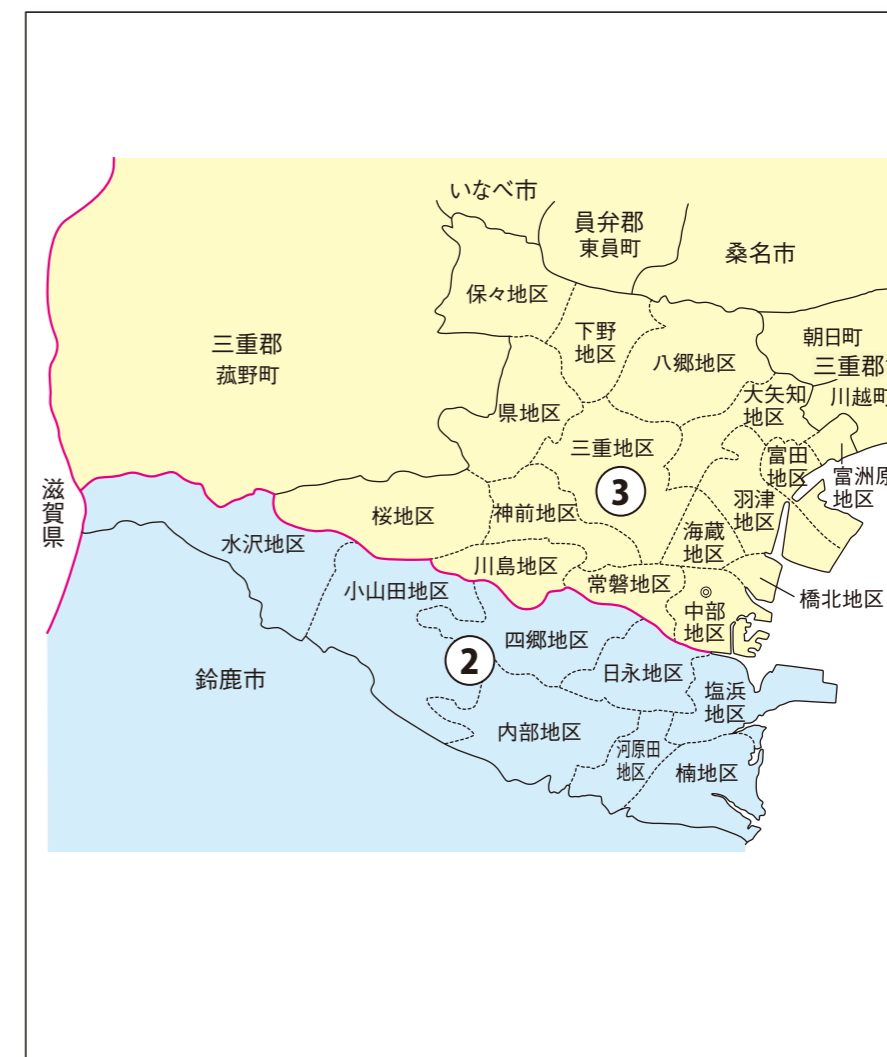 いなべ市
員弁郡
東員町
桑名市
保々地区
下野
地区
八郷地区
朝日町
三重郡
三重郡
菰野町
川越町
大矢知
地区
県地区
三重地区
富田
地区
富洲原
地区
滋賀県
3
羽津
地区
桜地区
神前地区
海蔵
地区
水沢地区
川島地区
小山田地区
常磐地区
橋北地区
中部
地区
四郷地区
2
日永地区
鈴鹿市
塩浜
地区
内部地区
河原田
地区
楠地区